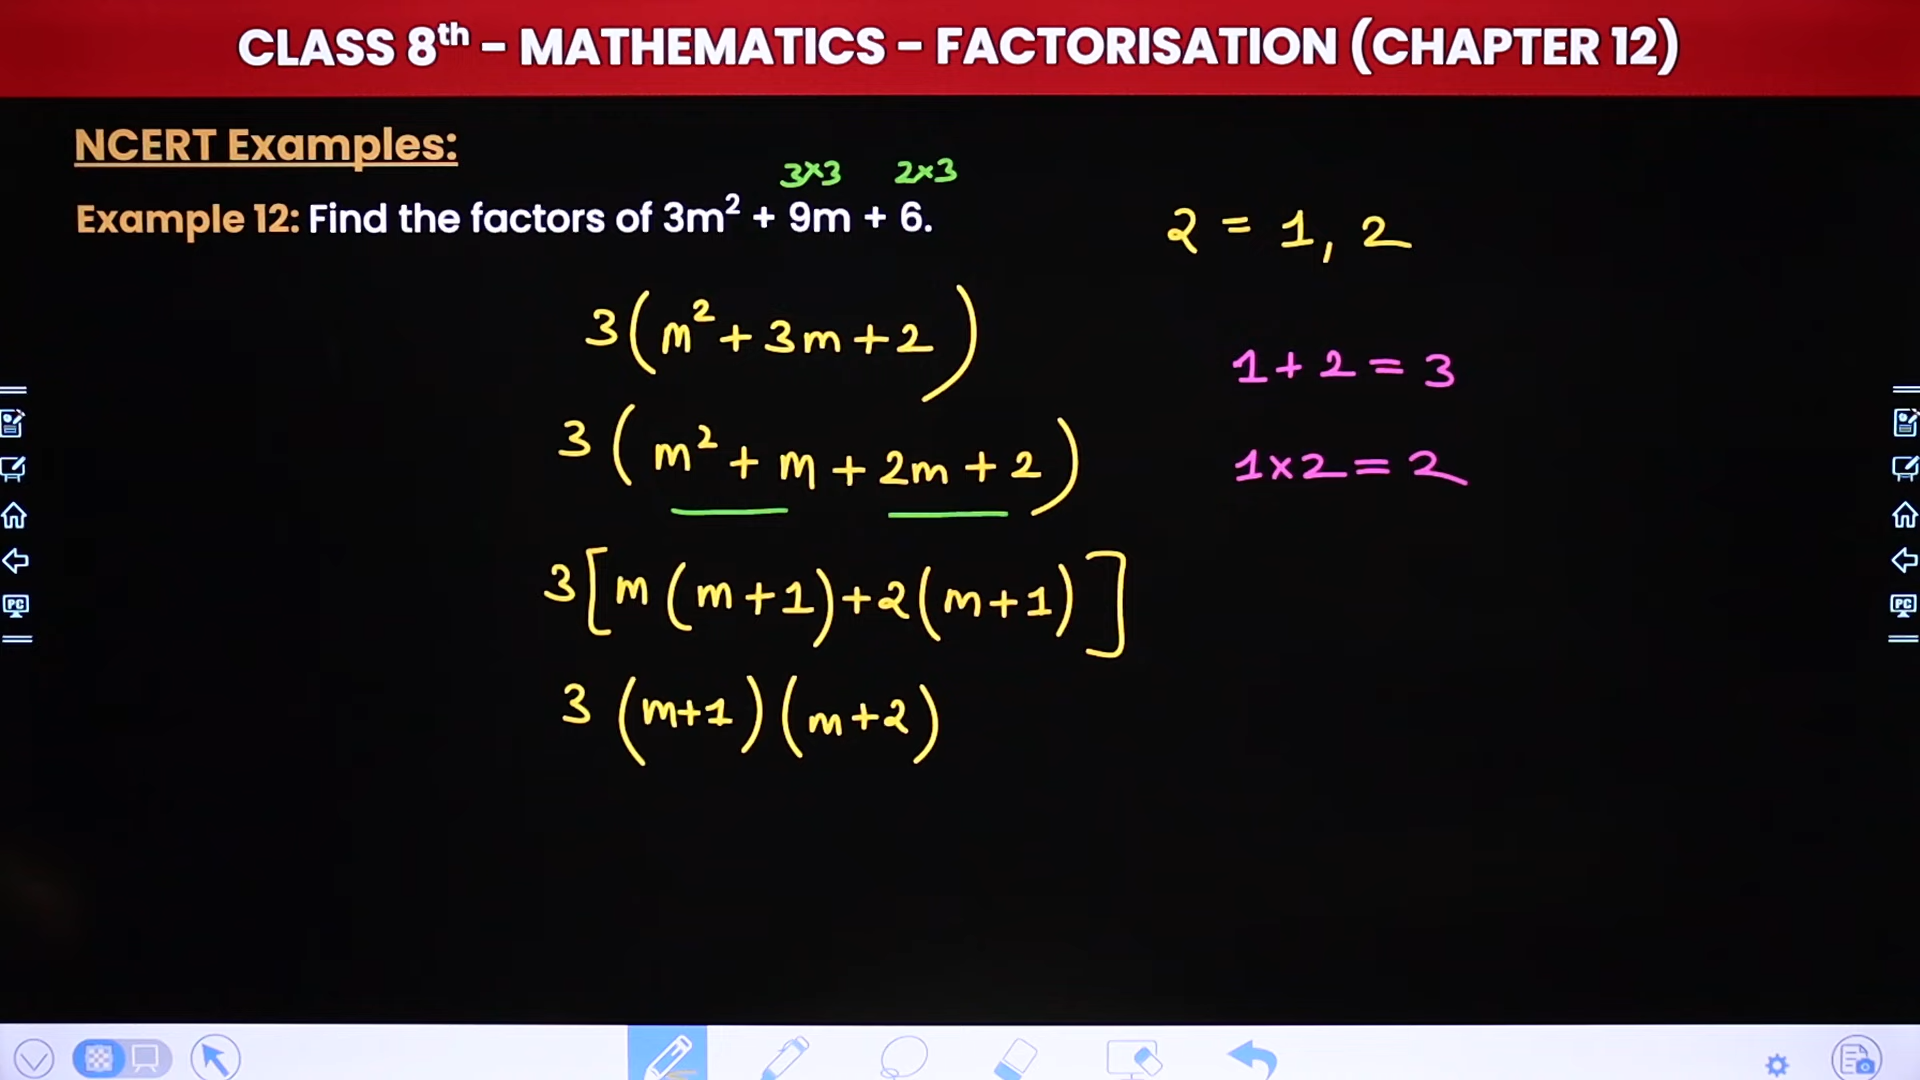 CLASS 8th – MATHEMATICS – FACTORISATION (CHAPTER 12)
NCERT Examples:
3×3 2×3
Example 12: Find the factors of 3m² + 9m + 6.
2 = 1, 2
3(m² + 3m + 2)
1 + 2 = 3
3(m² + m + 2m + 2)
1×2 = 2
3[m(m+1)+2(m+1)]
3(m+1)(m+2)
PC
PC